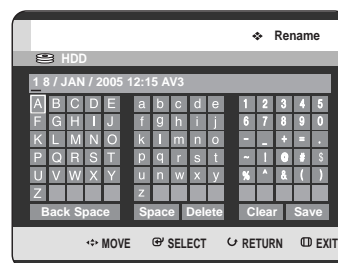 ❖ Rename
HDD
1 8 / JAN / 2005 12:15 AV3
A B C D E a b c d e 1 2 3 4 5
F G H I J f g h i j 6 7 8 9 0
K L M N O k l m n o - _ + = .
P Q R S T p q r s t ~ ! @ # $
U V W X Y u n w x y % ^ & ( )
Z z
Back Space Space Delete Clear Save
MOVE SELECT RETURN EXIT